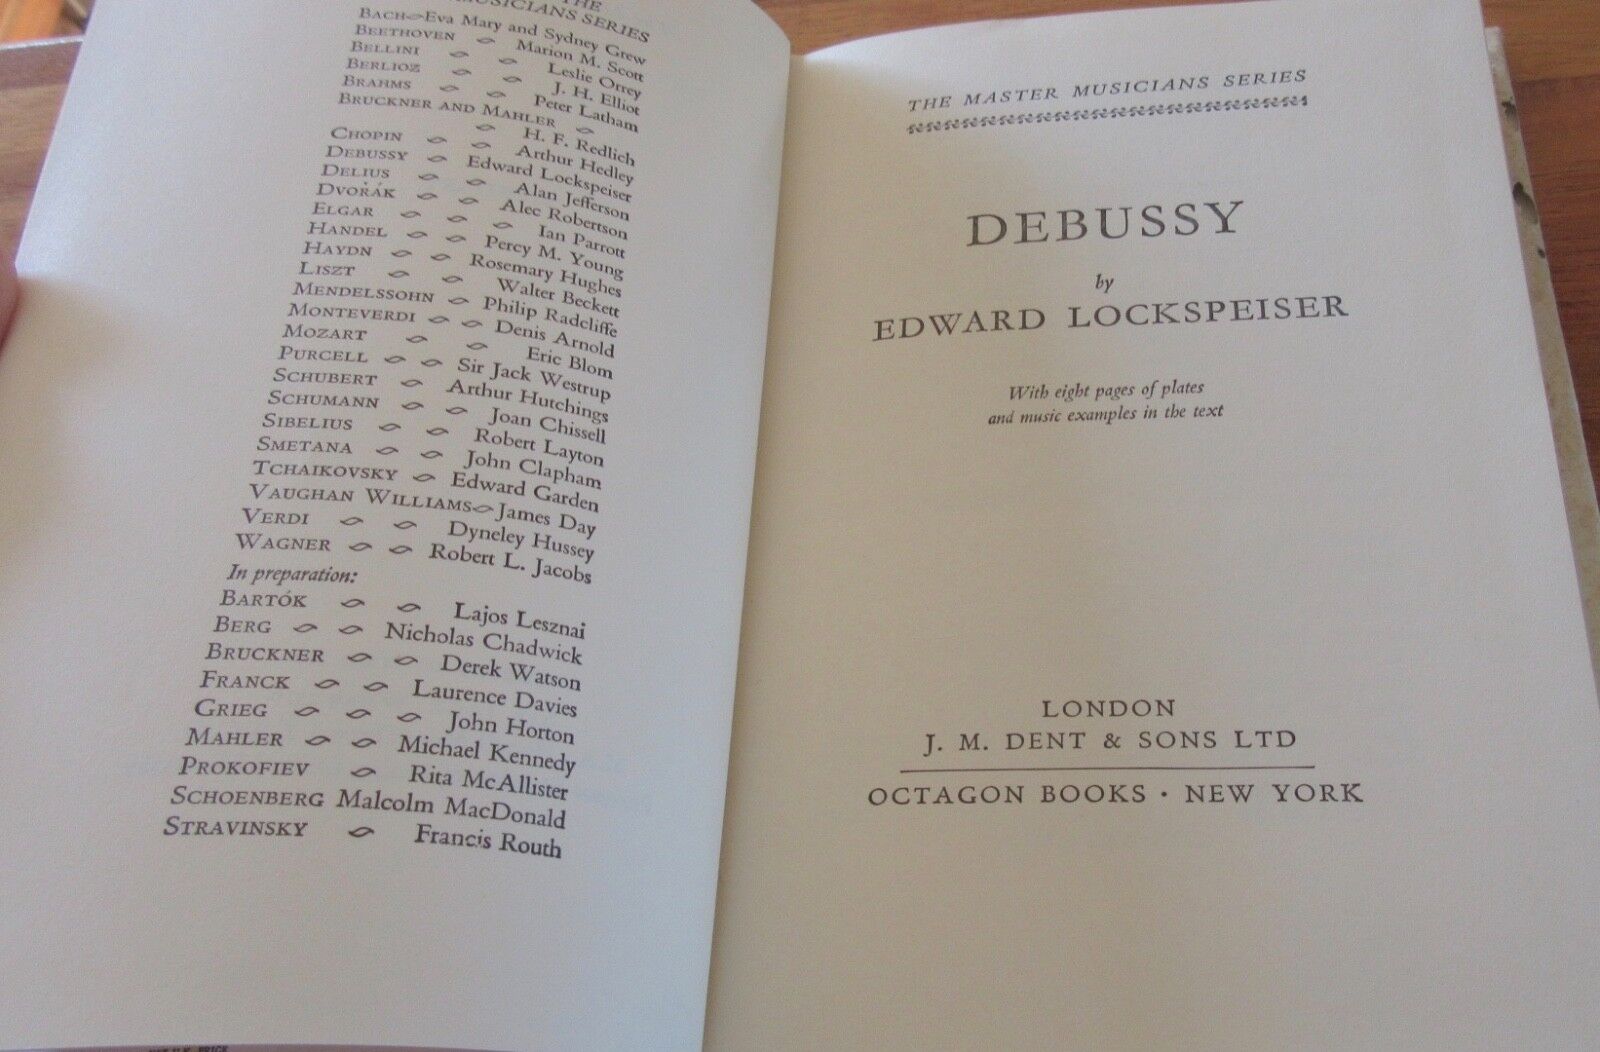 THE
MUSICIANS SERIES
BACH Eva Mary and Sydney Grew
BEETHOVEN Marion M. Scott
BELLINI Leslie Orrey
BERLIOZ J. H. Elliot
BRAHMS Peter Latham
BRUCKNER AND MAHLER
H. F. Redlich
CHOPIN Arthur Hedley
DEBUSSY Edward Lockspeiser
DELIUS Alan Jefferson
DVOŘÁK Alec Robertson
ELGAR Ian Parrott
HANDEL Percy M. Young
HAYDN Rosemary Hughes
LISZT Walter Beckett
MENDELSSOHN Philip Radcliffe
MONTEVERDI Denis Arnold
MOZART Eric Blom
PURCELL Sir Jack Westrup
SCHUBERT Arthur Hutchings
SCHUMANN Joan Chissell
SIBELIUS Robert Layton
SMETANA John Clapham
TCHAIKOVSKY Edward Garden
VAUGHAN WILLIAMS James Day
VERDI Dyneley Hussey
WAGNER Robert L. Jacobs
In preparation:
BARTÓK Lajos Lesznai
BERG Nicholas Chadwick
BRUCKNER Derek Watson
FRANCK Laurence Davies
GRIEG John Horton
MAHLER Michael Kennedy
PROKOFIEV Rita McAllister
SCHOENBERG Malcolm MacDonald
STRAVINSKY Francis Routh
THE MASTER MUSICIANS SERIES
DEBUSSY
by
EDWARD LOCKSPEISER
With eight pages of plates
and music examples in the text
LONDON
J. M. DENT & SONS LTD
OCTAGON BOOKS · NEW YORK